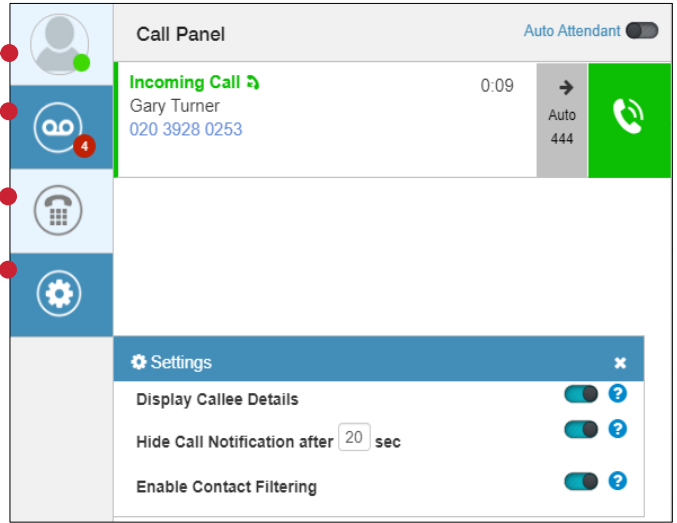 Call Panel
Auto Attendant
Incoming Call
0:09
Gary Turner
020 3928 0253
Auto
444
4
Settings
Display Callee Details
?
Hide Call Notification after 20 sec
?
Enable Contact Filtering
?